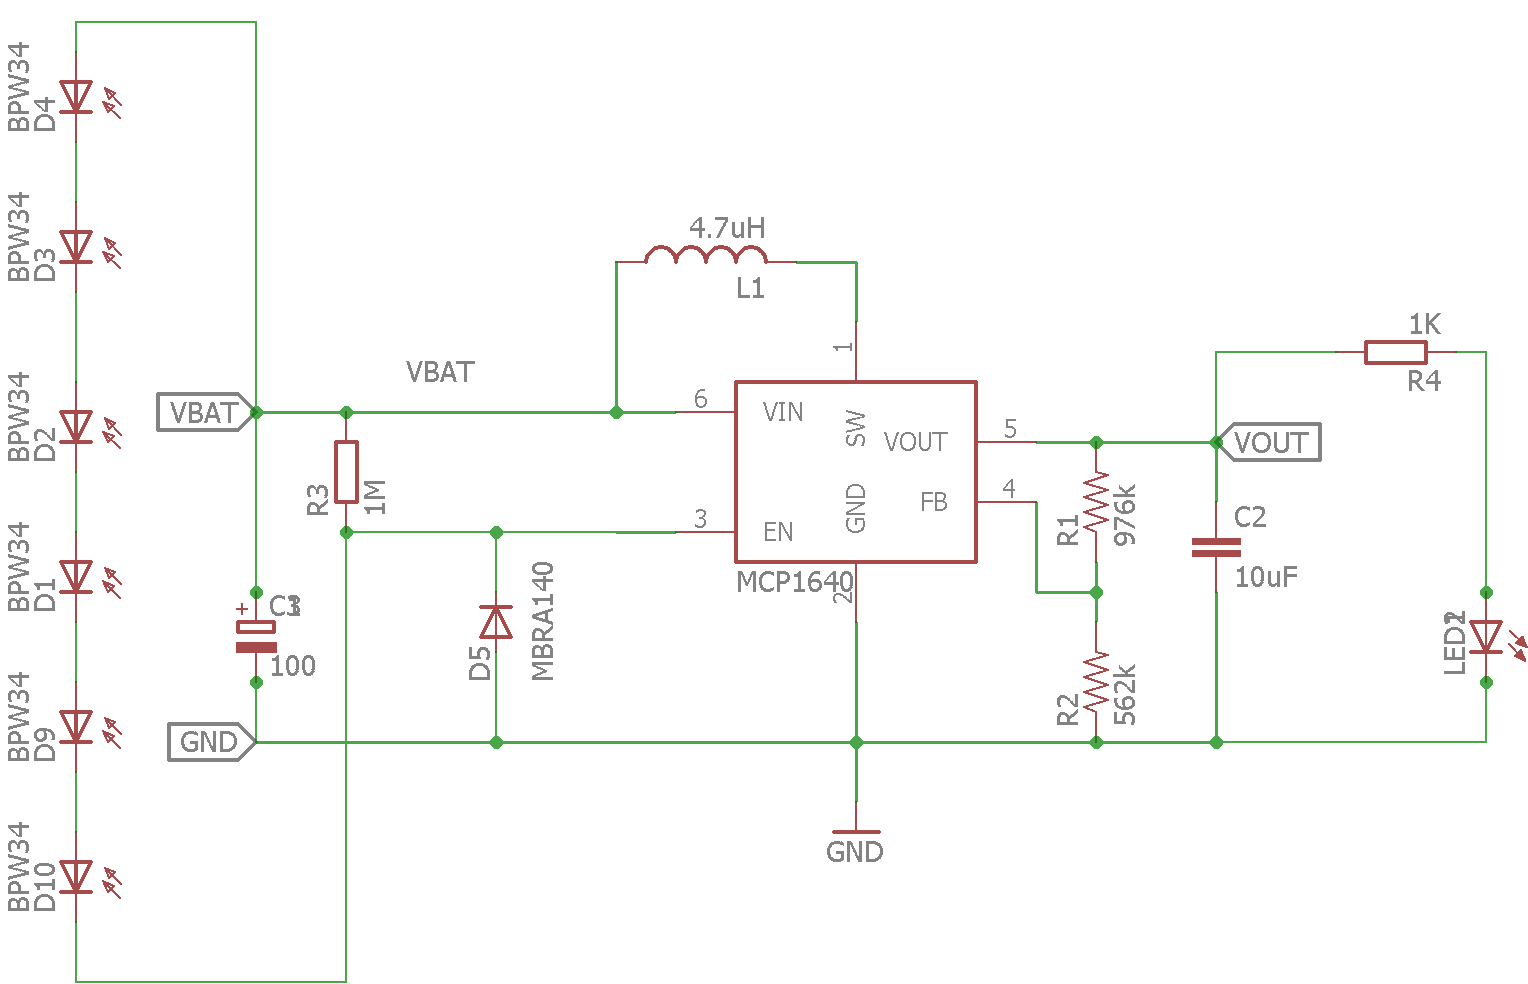 BPW34
D4
BPW34
D3
BPW34
D2
BPW34
D1
BPW34
D9
BPW34
D10
VBAT
VBAT
GND
+
100
R3
1M
D5
MBRA140
4.7uH
L1
1
6
VIN
SW
VOUT
5
3
EN
GND
FB
4
MCP1640
2
GND
R1
976k
R2
562k
VOUT
C2
10uF
1K
R4